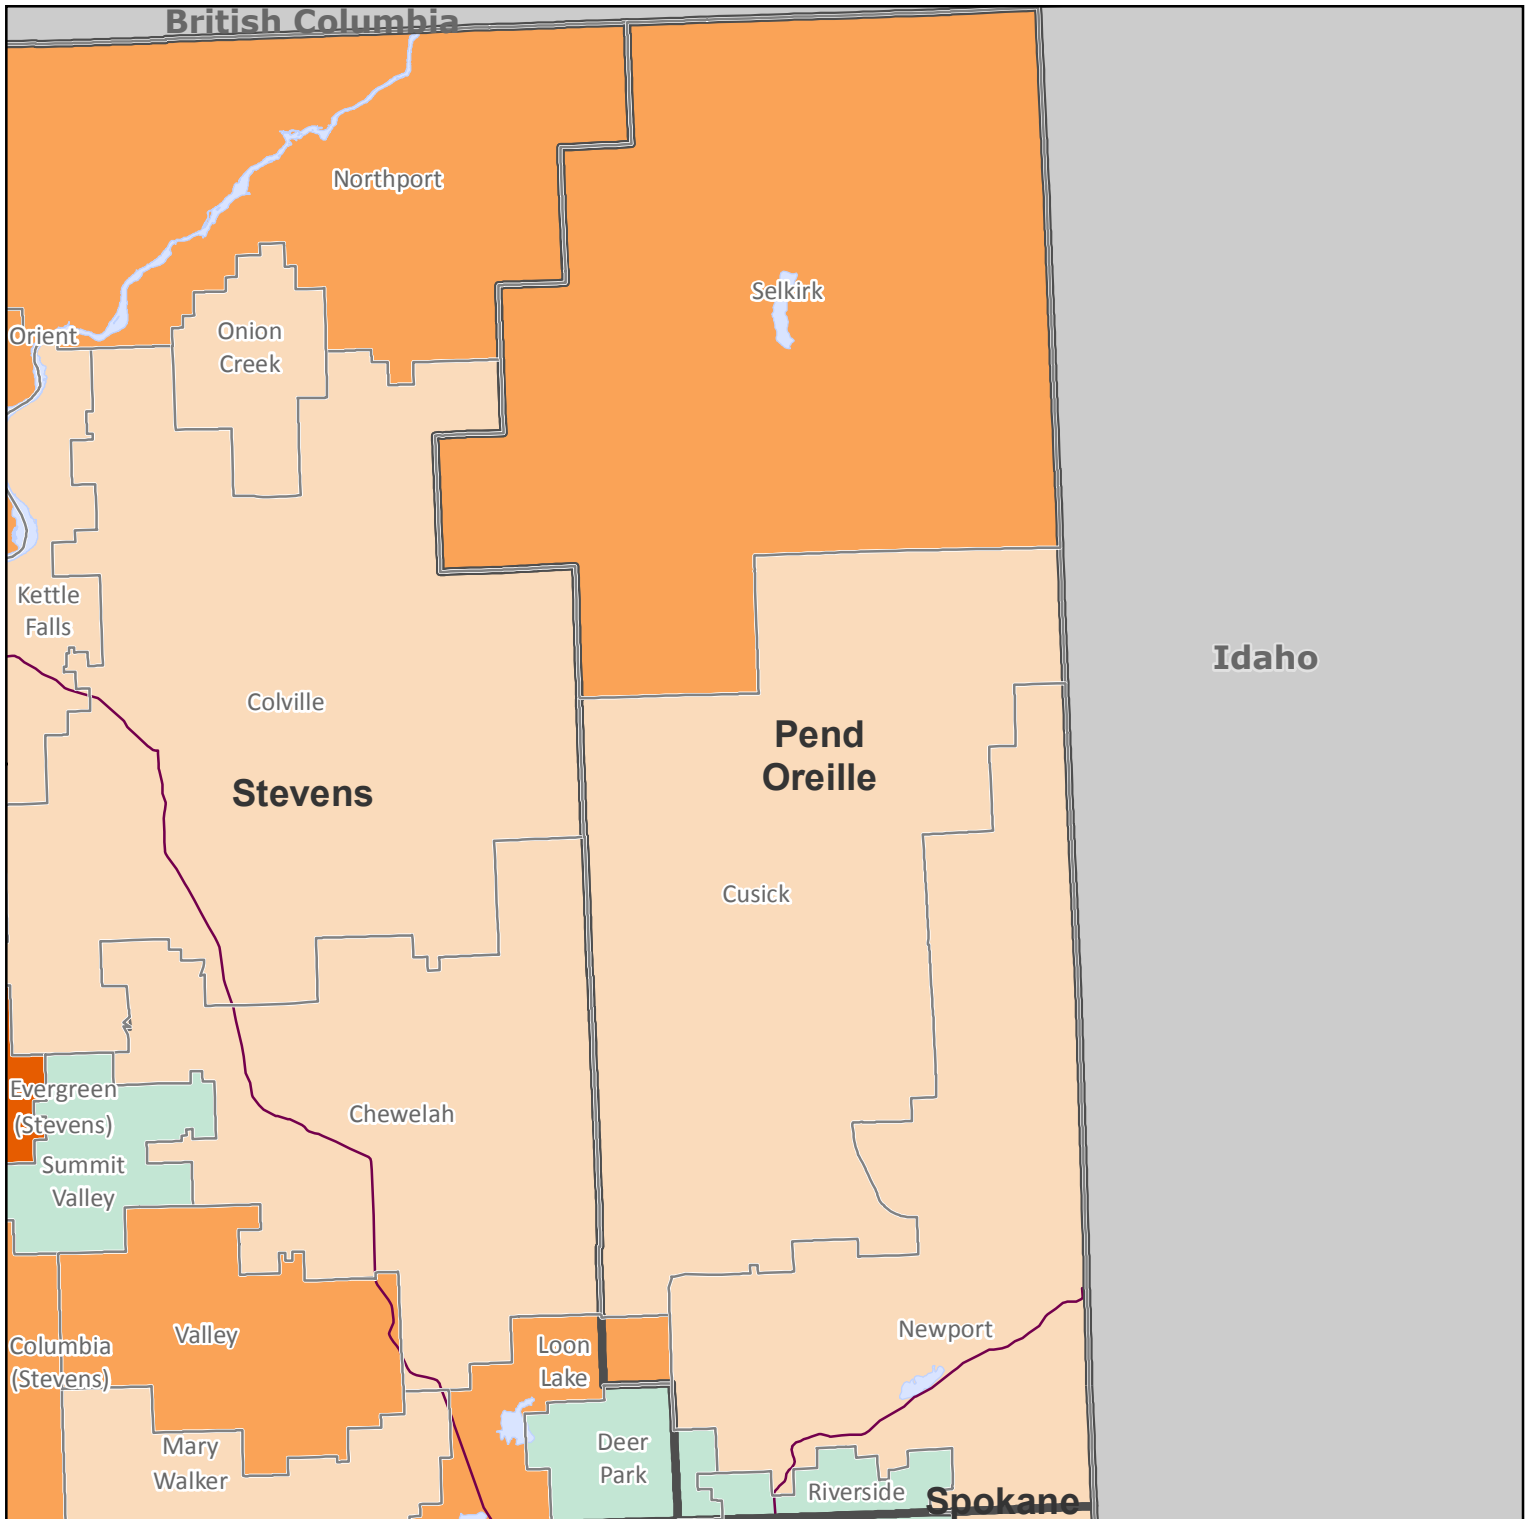 British Columbia
Northport
Selkirk
Orient
Onion
Creek
Kettle
Falls
Idaho
Colville
Pend
Oreille
Stevens
Cusick
Evergreen
(Stevens)
Chewelah
Summit
Valley
Newport
Valley
Loon
Lake
Columbia
(Stevens)
Mary
Walker
Deer
Park
Riverside
Spokane